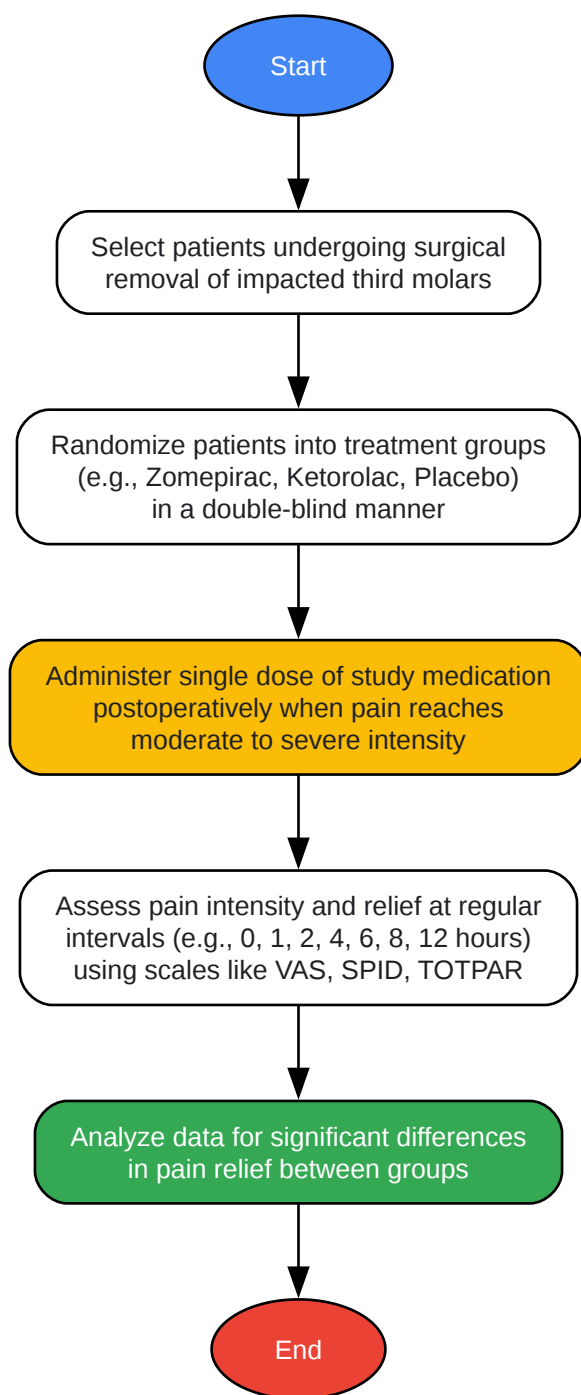 Start
Select patients undergoing surgical
removal of impacted third molars
Randomize patients into treatment groups
(e.g., Zomepirac, Ketorolac, Placebo)
in a double-blind manner
Administer single dose of study medication
postoperatively when pain reaches
moderate to severe intensity
Assess pain intensity and relief at regular
intervals (e.g., 0, 1, 2, 4, 6, 8, 12 hours)
using scales like VAS, SPID, TOTPAR
Analyze data for significant differences
in pain relief between groups
End